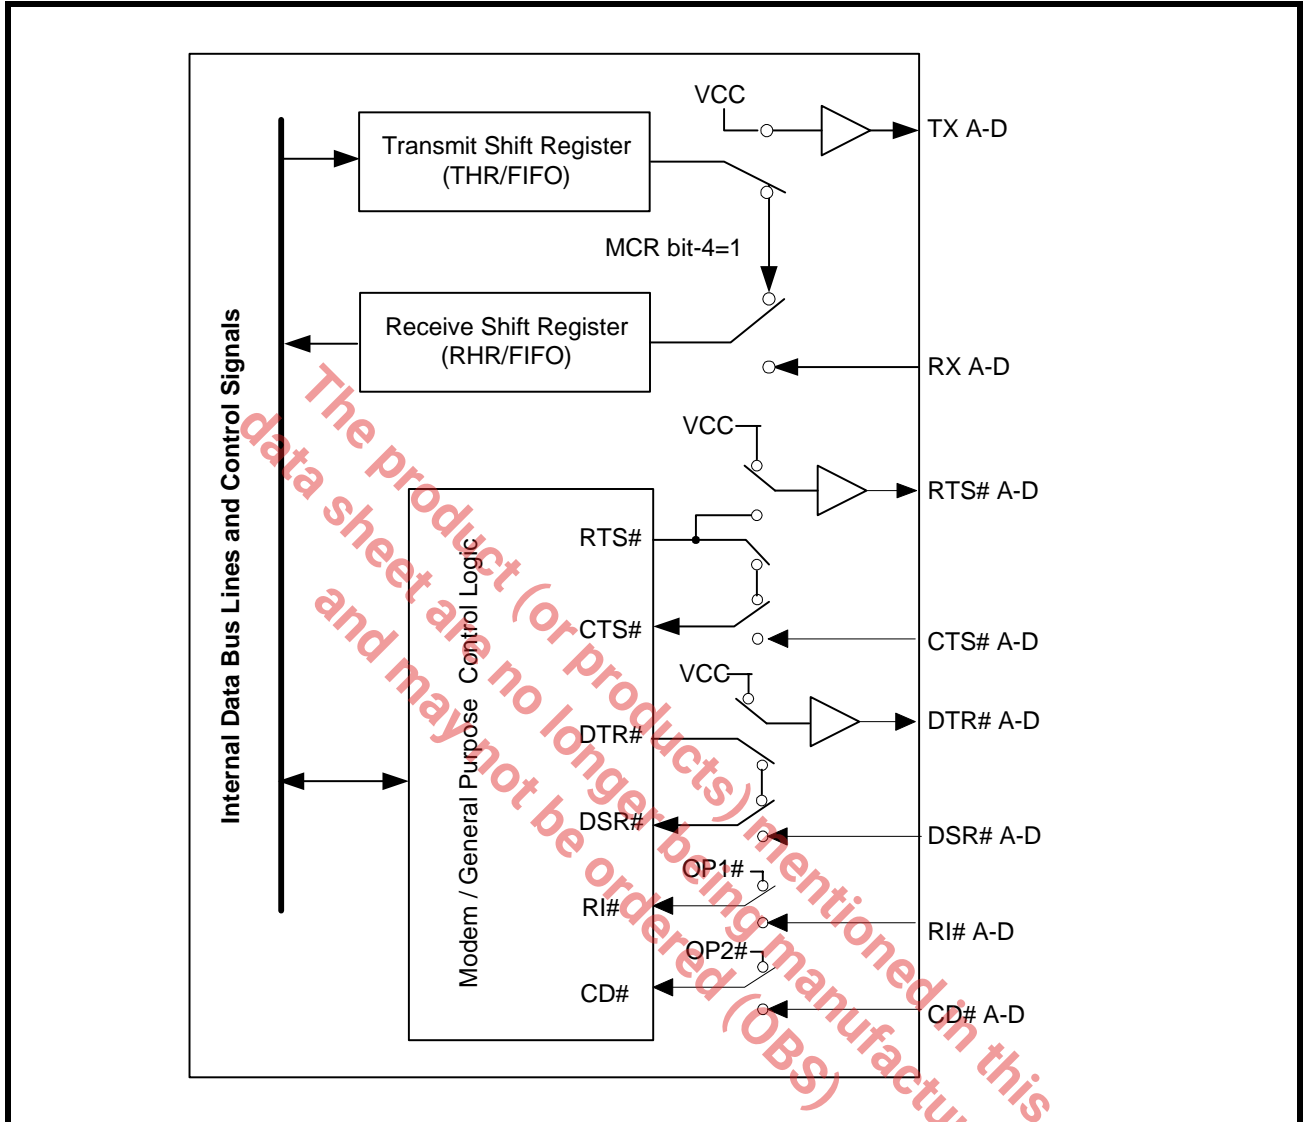 VCC
TX A-D
Transmit Shift Register
(THR/FIFO)
MCR bit-4=1
Receive Shift Register
(RHR/FIFO)
RX A-D
Internal Data Bus Lines and Control Signals
VCC
RTS# A-D
RTS#
CTS#
CTS# A-D
VCC
DTR# A-D
DTR#
DSR#
DSR# A-D
OP1#
RI#
RI# A-D
OP2#
CD#
CD# A-D
Modem / General Purpose Control Logic
The product (or products) mentioned in this
data sheet are no longer being
and may not be ordered (OBS)